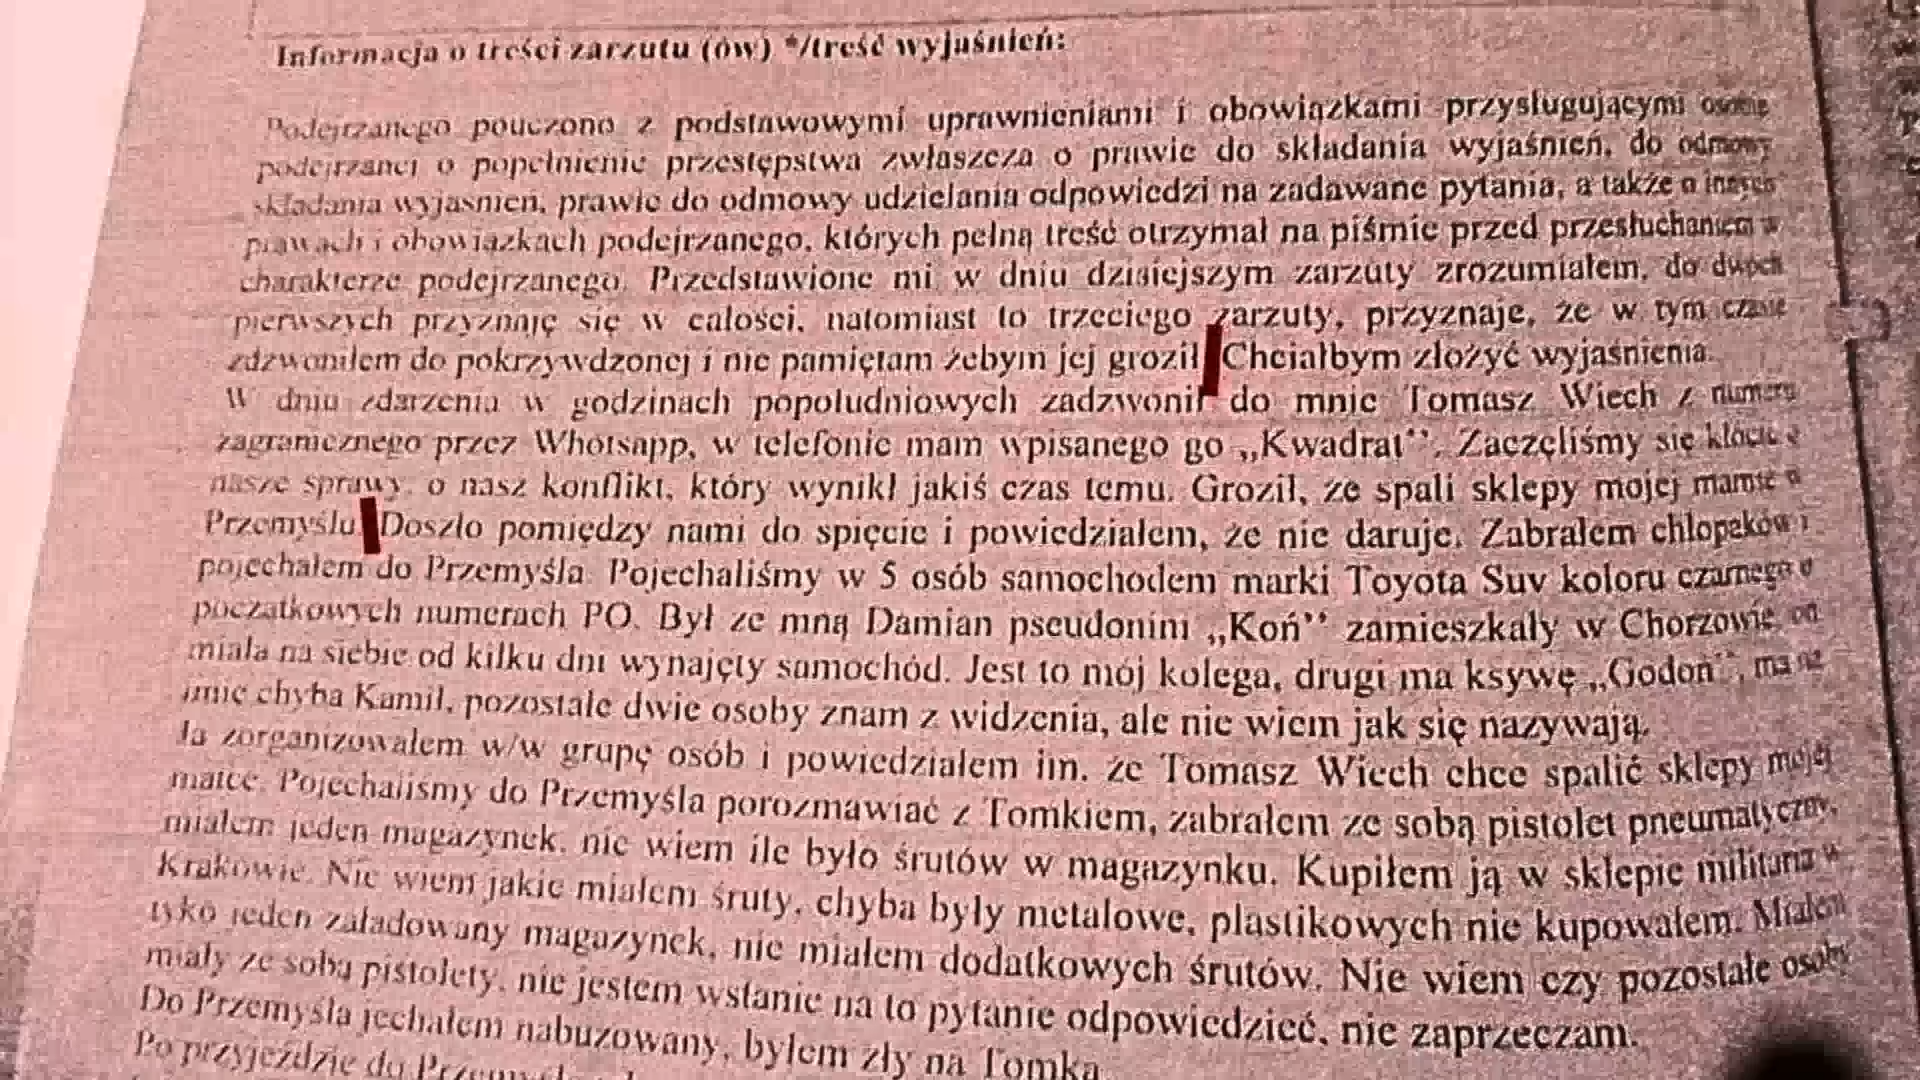 Informacja o treści zarzutu (ów) */treść wyjaśnień:
Podejrzanego pouczono z podstawowymi uprawnieniami i obowiązkami przysługującymi osobie
podejrzanej o popełnienie przestępstwa zwłaszcza o prawie do składania wyjaśnień, do odmowy
składania wyjaśnień, prawie do odmowy udzielania odpowiedzi na zadawane pytania, a także o innych
prawach i obowiązkach podejrzanego, których pełną treść otrzymał na piśmie przed przesłuchaniem w
charakterze podejrzanego. Przedstawione mi w dniu dzisiejszym zarzuty zrozumiałem, do dwóch
pierwszych przyznaję się w całości, natomiast to trzeciego zarzuty, przyznaje, że w tym czasie
zdzwoniłem do pokrzywdzonej i nie pamiętam żebym jej groził Chciałbym złożyć wyjaśnienia.
W dniu zdarzenia w godzinach popołudniowych zadzwonił do mnie Tomasz Wiech z numeru
zagranicznego przez Whotsapp, w telefonie mam wpisanego go „Kwadrat”. Zaczęliśmy się kłócić o
nasze sprawy, o nasz konflikt, który wynikł jakiś czas temu. Groził, że spali sklepy mojej mamie w
Przemyślu Doszło pomiędzy nami do spięcie i powiedziałem, że nie daruje. Zabrałem chłopaków i
pojechałem do Przemyśla. Pojechaliśmy w 5 osób samochodem marki Toyota Suv koloru czarnego o
początkowych numerach PO. Był ze mną Damian pseudonim „Koń” zamieszkały w Chorzowie, on
miała na siebie od kilku dni wynajęty samochód. Jest to mój kolega, drugi ma ksywę „Godoń”, ma na
imię chyba Kamil, pozostałe dwie osoby znam z widzenia, ale nie wiem jak się nazywają.
Ja zorganizowałem w/w grupę osób i powiedziałem im, że Tomasz Wiech chce spalić sklepy mojej
matce. Pojechaliśmy do Przemyśla porozmawiać z Tomkiem, zabrałem ze sobą pistolet pneumatyczny,
miałem jeden magazynek, nie wiem ile było śrutów w magazynku. Kupiłem ją w sklepie militaria w
Krakowie. Nie wiem jakie miałem śruty, chyba były metalowe, plastikowych nie kupowałem. Miałem
tyko jeden załadowany magazynek, nie miałem dodatkowych śrutów. Nie wiem czy pozostałe osoby
miały ze sobą pistolety, nie jestem wstanie na to pytanie odpowiedzieć, nie zaprzeczam.
Do Przemyśla jechałem nabuzowany, byłem zły na Tomka.
Po przyjeździe do